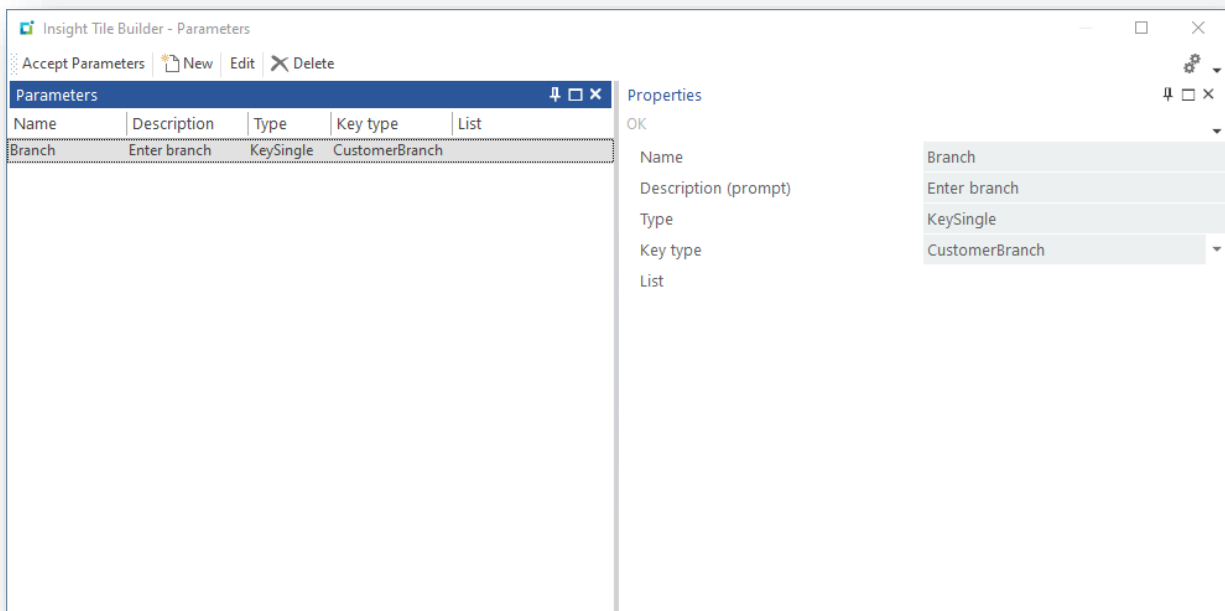 Insight Tile Builder - Parameters
Accept Parameters New Edit Delete
Parameters
Name Description Type Key type List
Branch Enter branch KeySingle CustomerBranch
Properties
OK
Name Branch
Description (prompt) Enter branch
Type KeySingle
Key type CustomerBranch
List